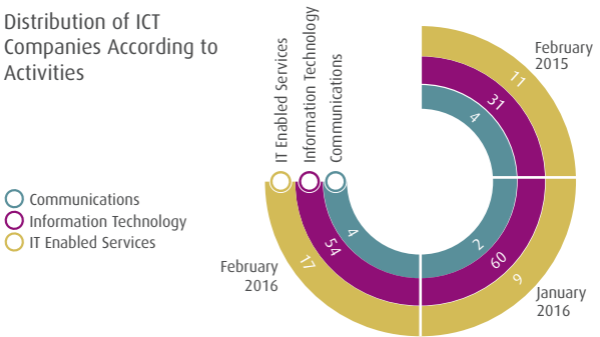 Distribution of ICT
Companies According to
Activities
IT Enabled Services
Information Technology
Communications
February
2015
11
31
4
Communications
Information Technology
IT Enabled Services
4
54
17
2
60
9
February
2016
January
2016